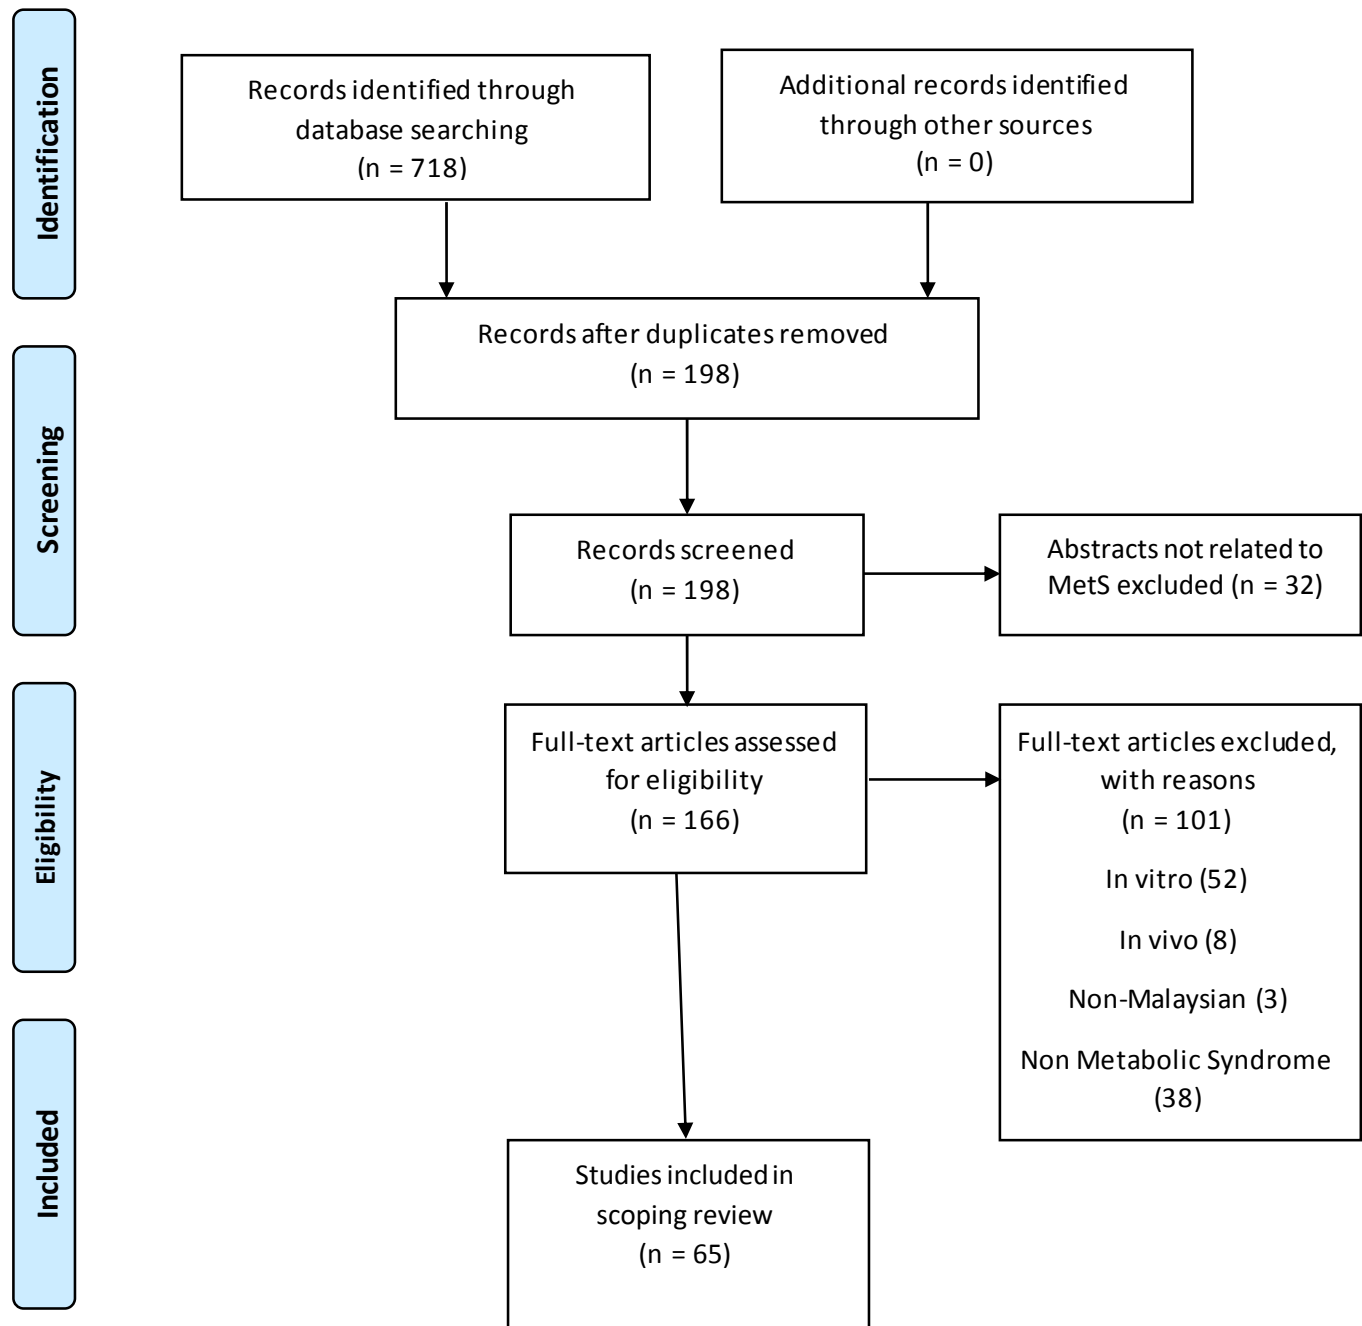 Identification
Records identified through
database searching
(n = 718)
Additional records identified
through other sources
(n = 0)
Records after duplicates removed
(n = 198)
Screening
Records screened
(n = 198)
Abstracts not related to
MetS excluded (n = 32)
Eligibility
Full-text articles assessed
for eligibility
(n = 166)
Full-text articles excluded,
with reasons
(n = 101)
In vitro (52)
In vivo (8)
Non-Malaysian (3)
Non Metabolic Syndrome
(38)
Included
Studies included in
scoping review
(n = 65)